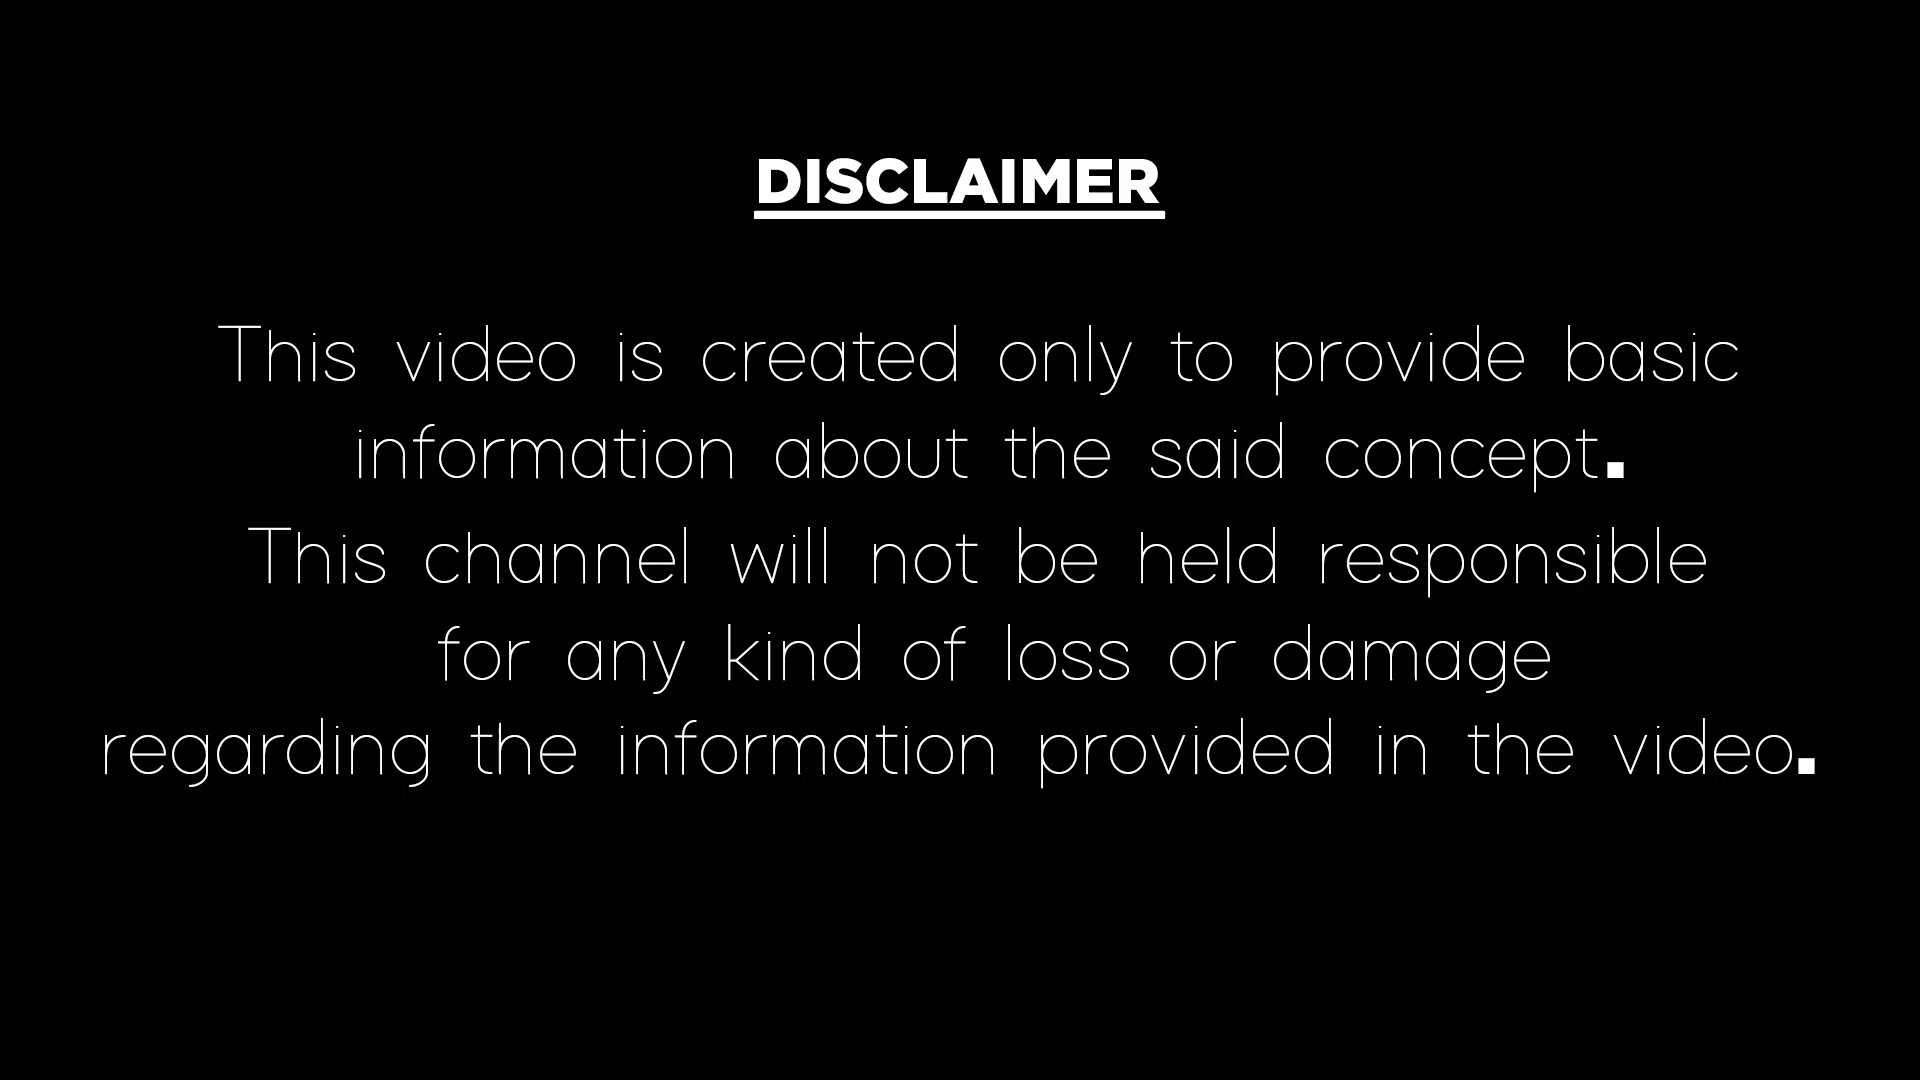 DISCLAIMER
This video is created only to provide basic
information about the said concept.
This channel will not be held responsible
for any kind of loss or damage
regarding the information provided in the video.